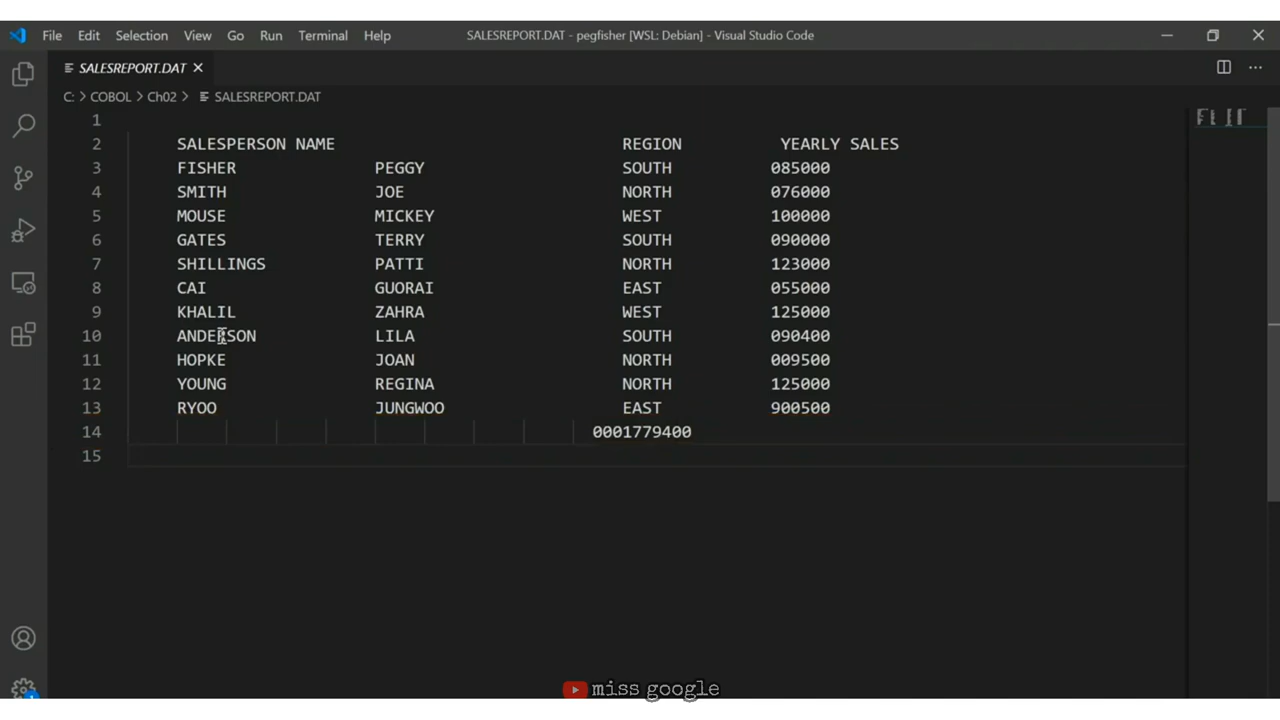 File Edit Selection View Go Run Terminal Help SALESREPORT.DAT - pegfisher [WSL: Debian] - Visual Studio Code
SALESREPORT.DAT
C: > COBOL > Ch02 > SALESREPORT.DAT
1
2 SALESPERSON NAME REGION YEARLY SALES
3 FISHER PEGGY SOUTH 085000
4 SMITH JOE NORTH 076000
5 MOUSE MICKEY WEST 100000
6 GATES TERRY SOUTH 090000
7 SHILLINGS PATTI NORTH 123000
8 CAI GUORAI EAST 055000
9 KHALIL ZAHRA WEST 125000
10 ANDERSON LILA SOUTH 090400
11 HOPKE JOAN NORTH 009500
12 YOUNG REGINA NORTH 125000
13 RYOO JUNGWOO EAST 900500
14 0001779400
15
1
miss google